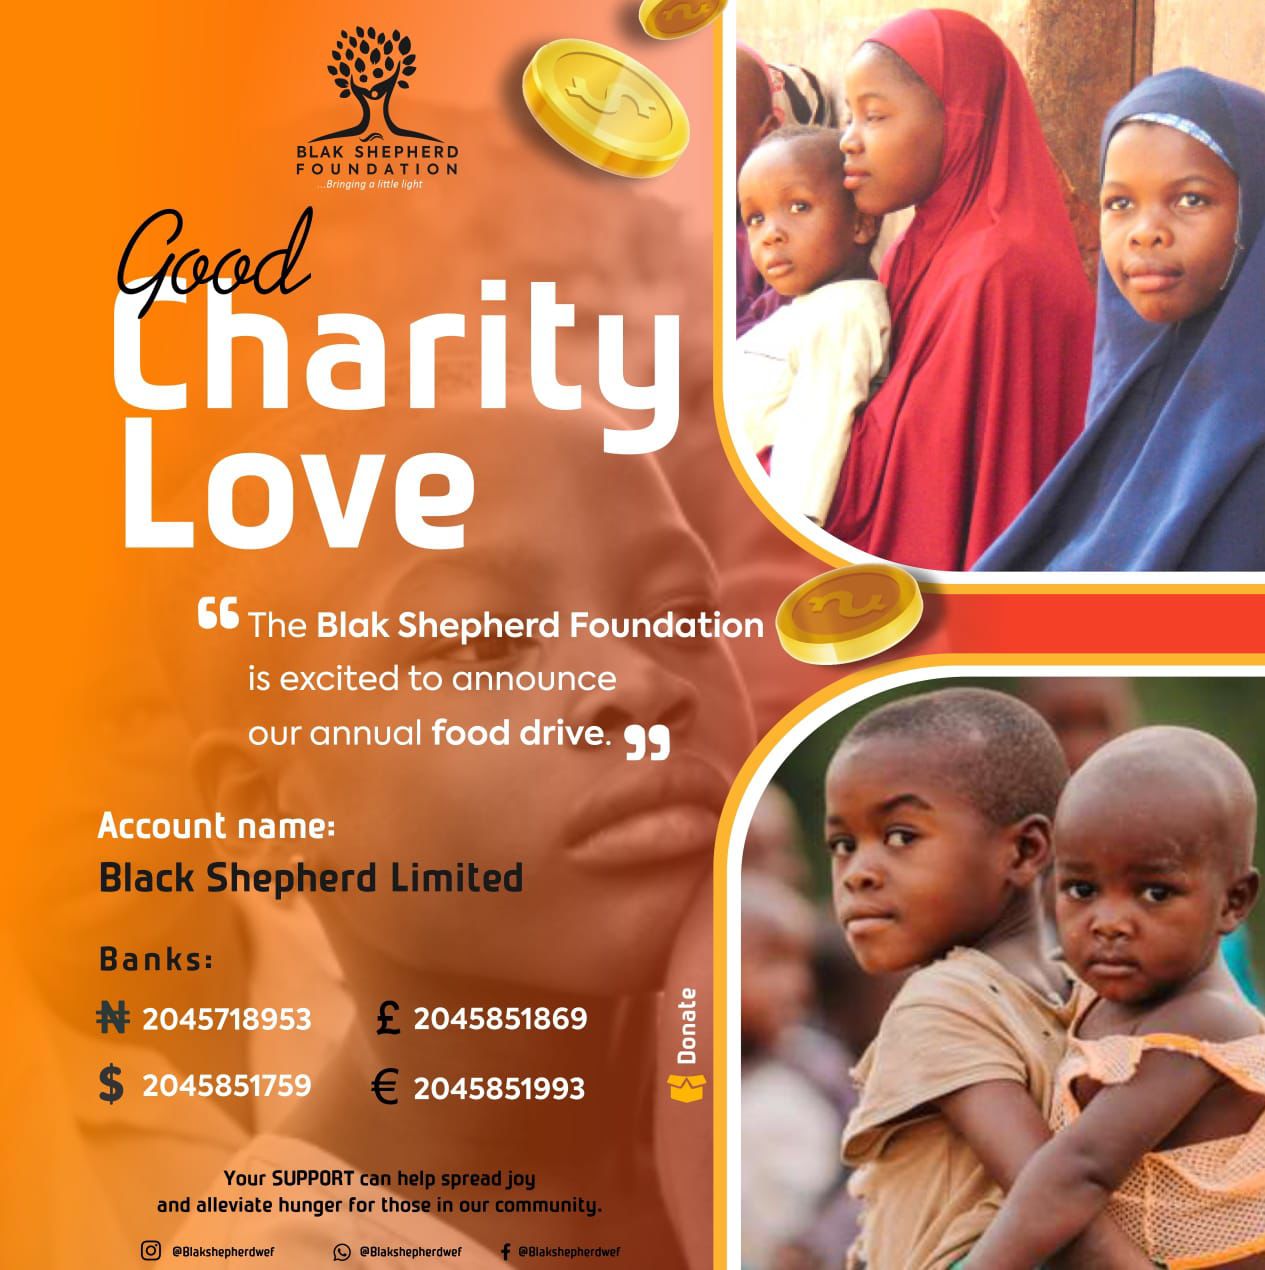 BLAK SHEPHERD
FOUNDATION
...Bringing a little light
Good
Charity
Love
“ The Blak Shepherd Foundation
is excited to announce
our annual food drive. ”
Account name:
Black Shepherd Limited
Banks:
₦ 2045718953
£ 2045851869
$ 2045851759
€ 2045851993
Donate
Your SUPPORT can help spread joy
and alleviate hunger for those in our community.
@Blakshepherdwef @Blakshepherdwef @Blakshepherdwef